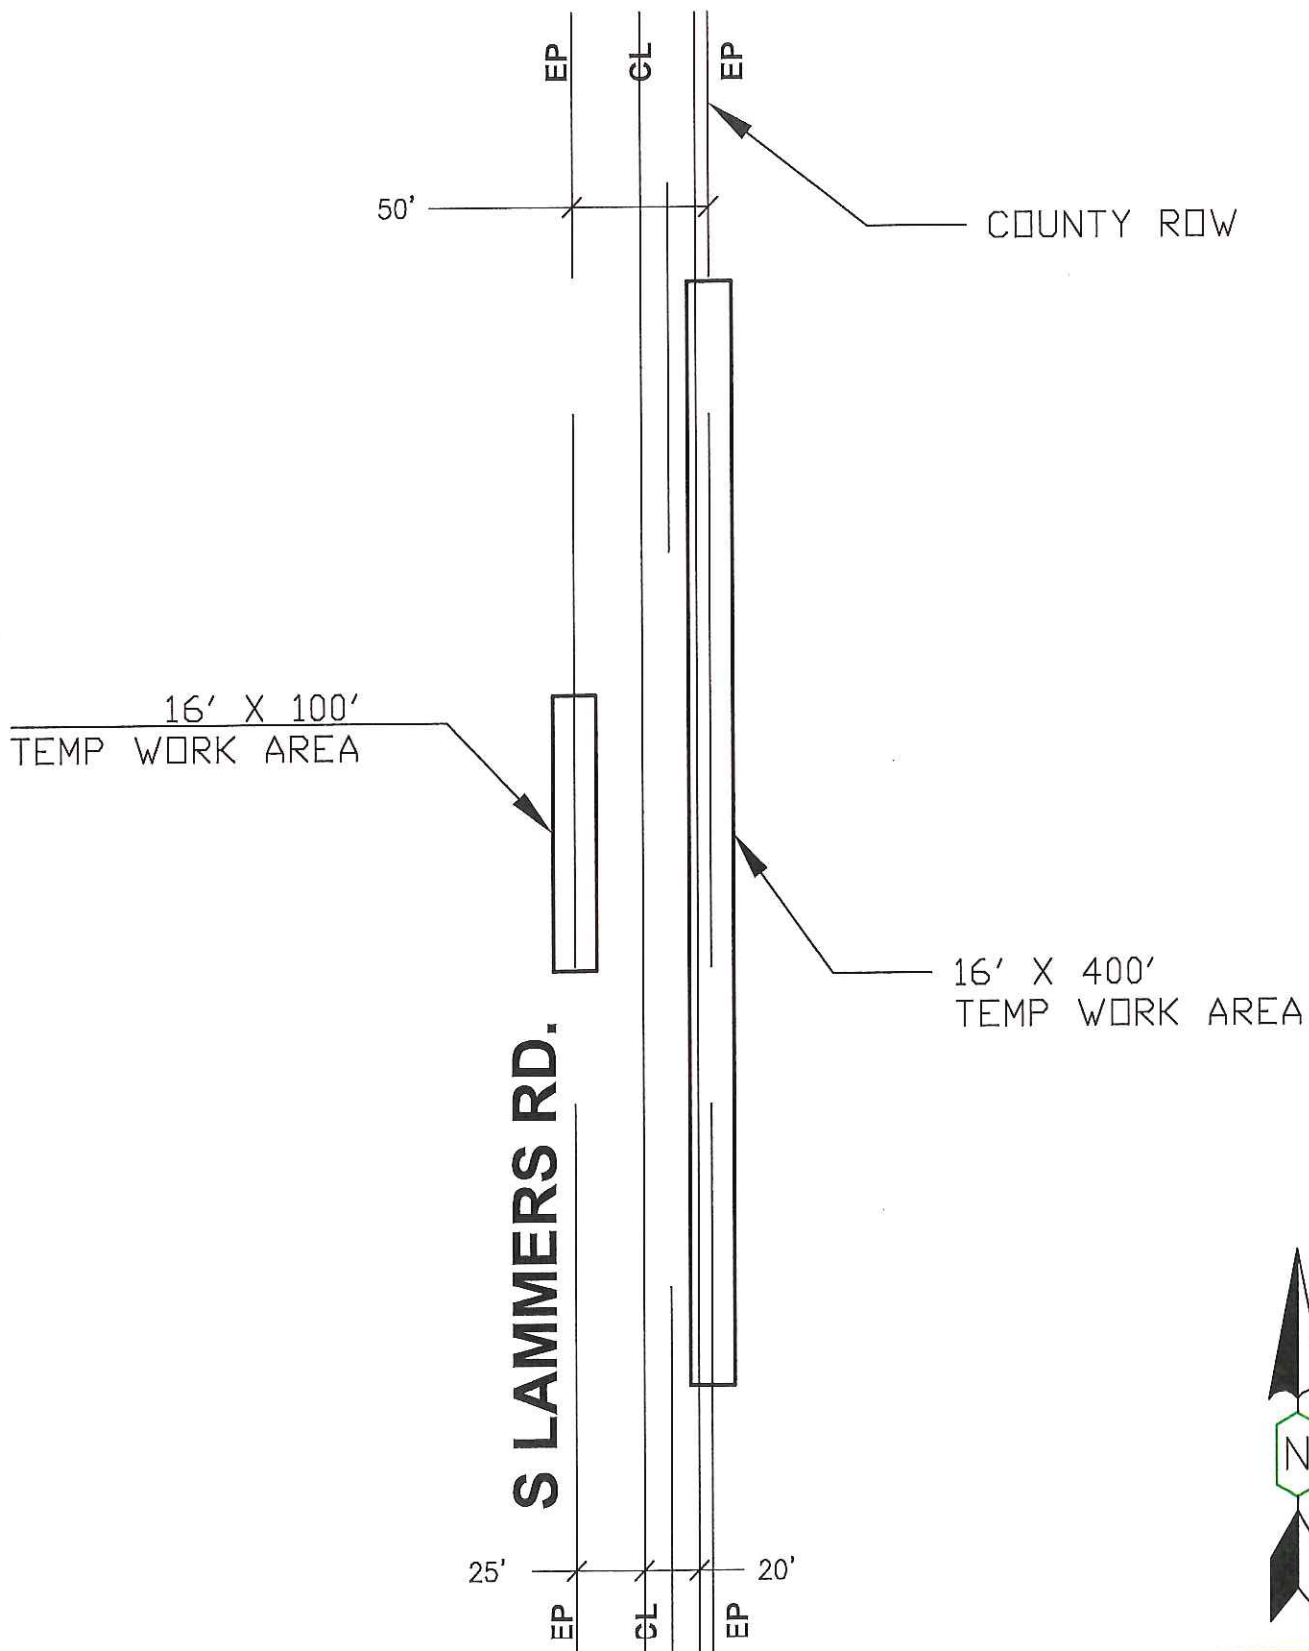 EP
CL
EP
50'
COUNTY ROW
16' X 100'
TEMP WORK AREA
16' X 400'
TEMP WORK AREA
S LAMMERS RD.
N
25'
20'
EP
CL
EP